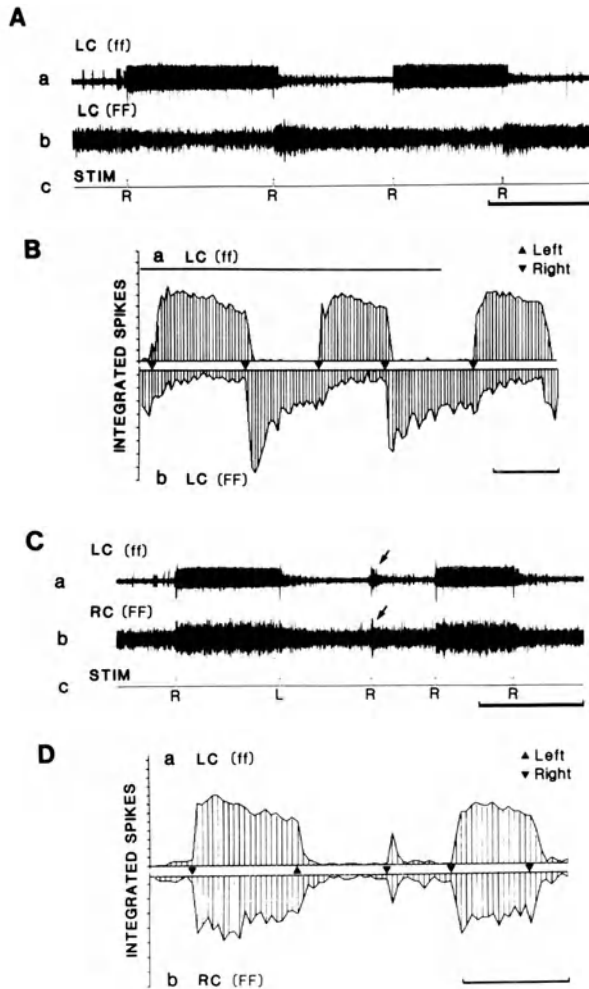 A
LC (ff)
a
LC (FF)
b
STIM
c
R R R R
B
a LC (ff)
▲ Left
▼ Right
INTEGRATED SPIKES
b LC (FF)
C
LC (ff)
a
RC (FF)
b
STIM
c
R L R R R
D
a LC (ff)
▲ Left
▼ Right
INTEGRATED SPIKES
b RC (FF)